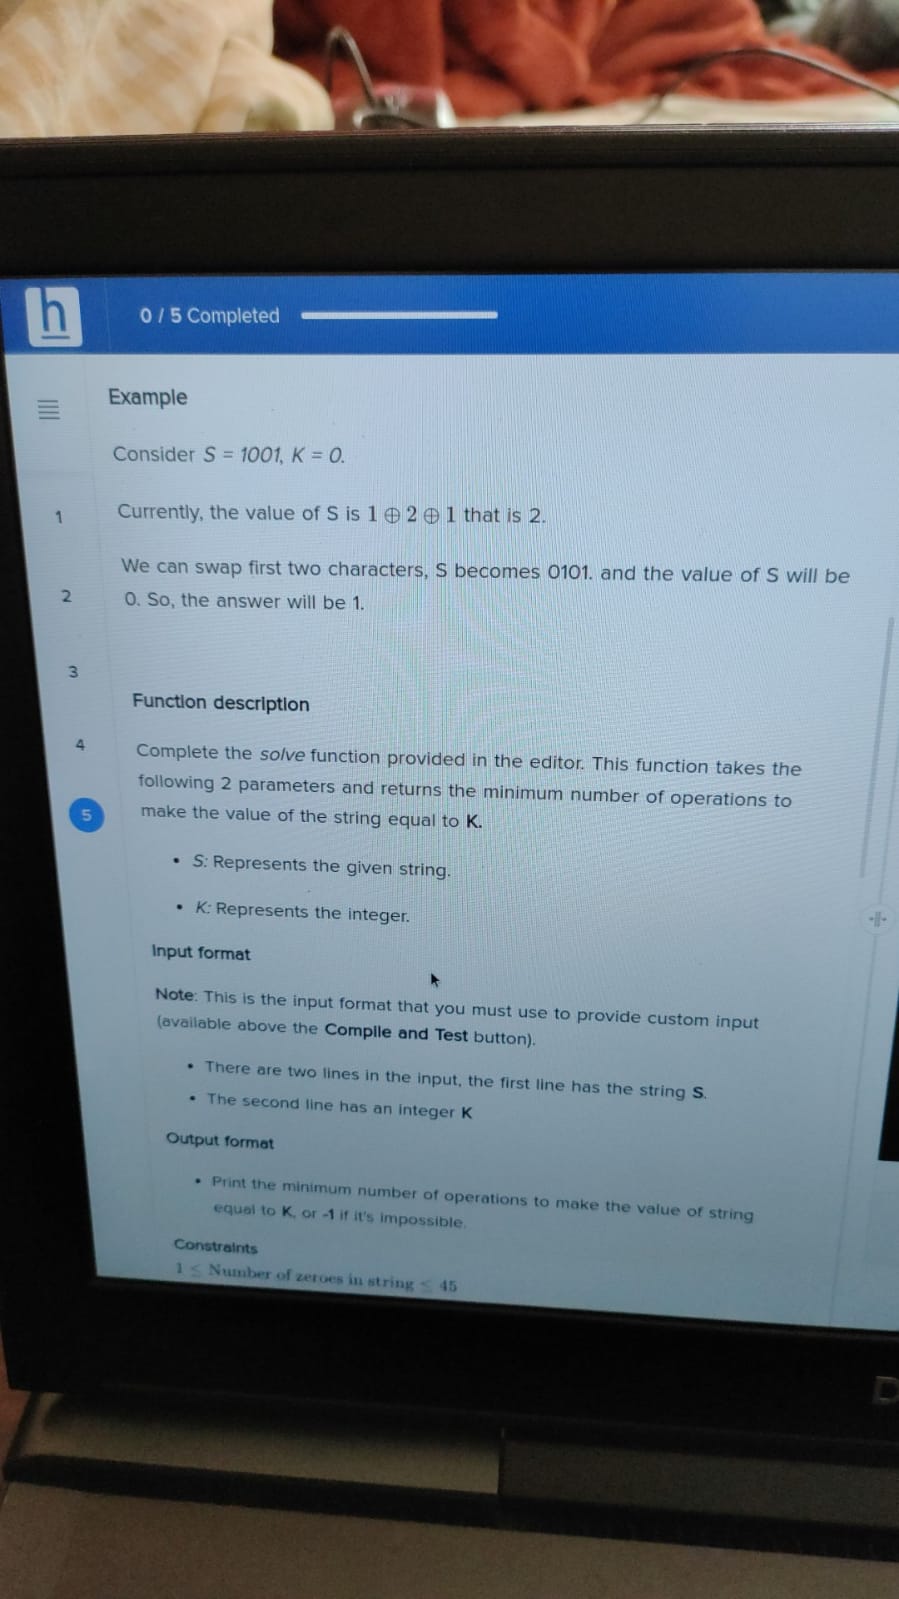 h
0 / 5 Completed
Example
Consider S = 1001, K = 0.
1
Currently, the value of S is 1 ⊕ 2 ⊕ 1 that is 2.
We can swap first two characters, S becomes 0101. and the value of S will be
2
0. So, the answer will be 1.
3
Function description
4
Complete the solve function provided in the editor. This function takes the
following 2 parameters and returns the minimum number of operations to
5
make the value of the string equal to K.
• S: Represents the given string.
• K: Represents the integer.
Input format
Note: This is the input format that you must use to provide custom input
(available above the Compile and Test button).
• There are two lines in the input, the first line has the string S.
• The second line has an integer K
Output format
• Print the minimum number of operations to make the value of string
equal to K, or -1 if it's impossible.
Constraints
1 ≤ Number of zeroes in string ≤ 45
D